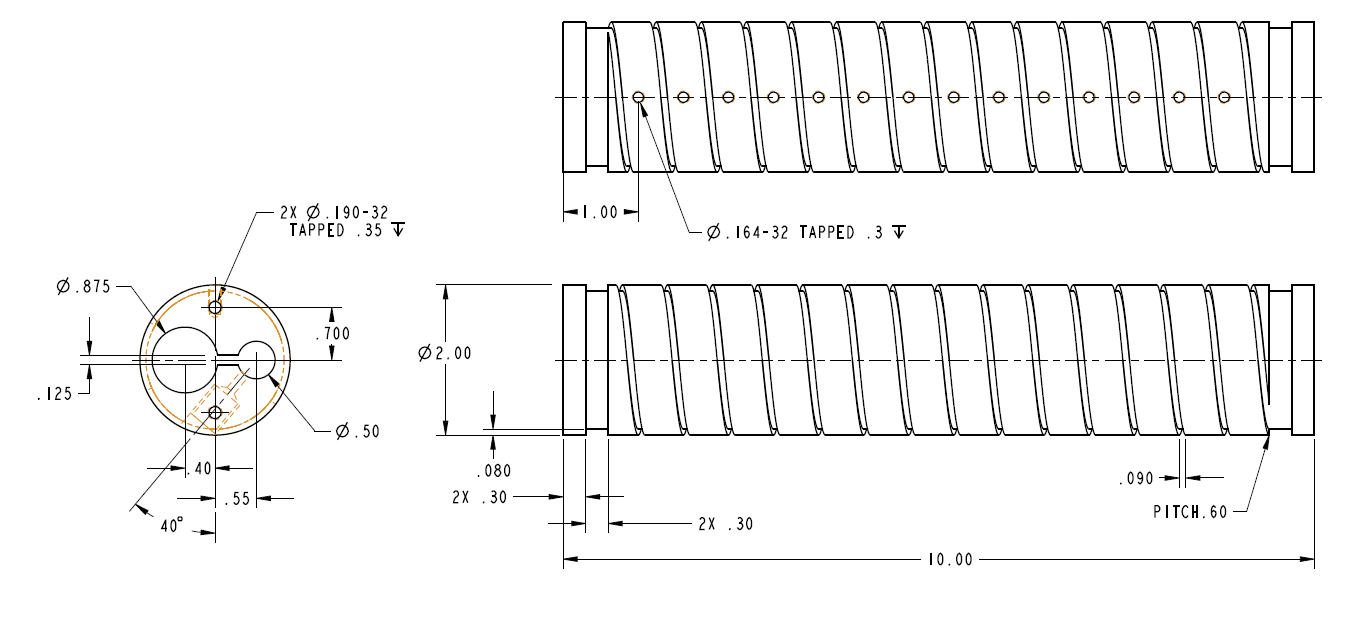 1.00
Ø.164-32 TAPPED .3 ↧
2X Ø.190-32
TAPPED .35 ↧
Ø.875
.700
.125
Ø.50
.40
.55
40°
Ø2.00
.080
2X .30
2X .30
.090
PITCH.60
10.00